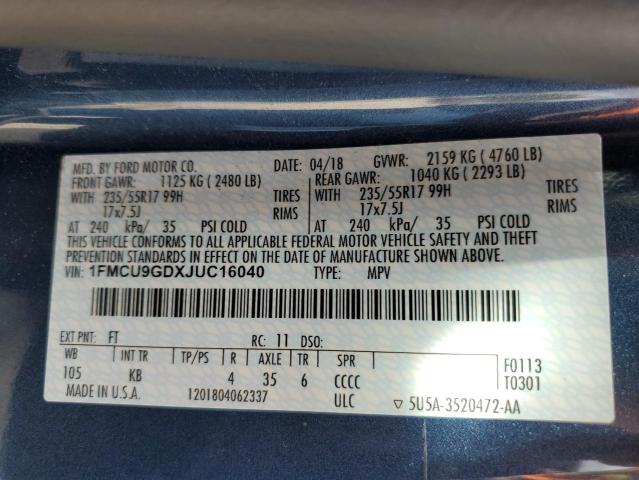 MFD. BY FORD MOTOR CO.
DATE: 04/18 GVWR: 2159 KG ( 4760 LB)
FRONT GAWR: 1125 KG ( 2480 LB)
REAR GAWR: 1040 KG ( 2293 LB)
WITH 235/55R17 99H TIRES
WITH 235/55R17 99H TIRES
17x7.5J RIMS
17x7.5J RIMS
AT 240 kPa/ 35 PSI COLD
AT 240 kPa/ 35 PSI COLD
THIS VEHICLE CONFORMS TO ALL APPLICABLE FEDERAL MOTOR VEHICLE SAFETY AND THEFT
PREVENTION STANDARDS IN EFFECT ON THE DATE OF MANUFACTURE SHOWN ABOVE.
VIN: 1FMCU9GDXJUC16040 TYPE: MPV
EXT PNT: FT RC: 11 DSO:
WB INT TR TP/PS R AXLE TR SPR F0113
105 KB 4 35 6 CCCC T0301
MADE IN U.S.A. 1201804062337 ULC ▽ 5U5A-3520472-AA